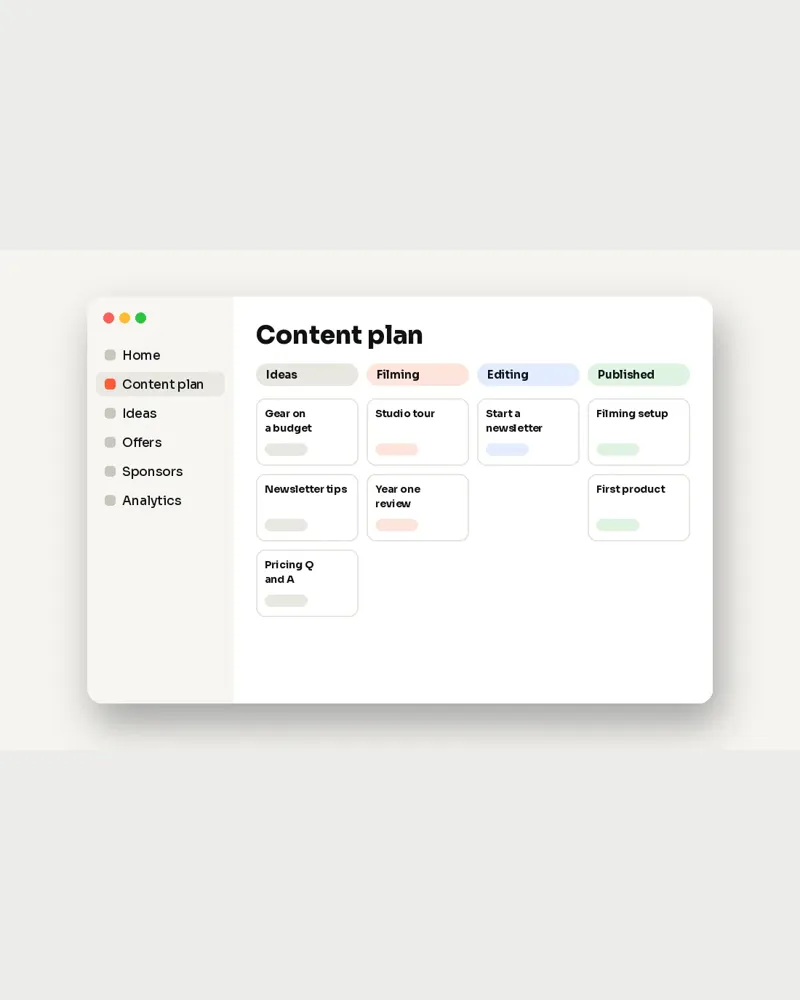 Home
Content plan
Ideas
Offers
Sponsors
Analytics
Content plan
Ideas
Gear on
a budget
Newsletter tips
Pricing Q
and A
Filming
Studio tour
Year one
review
Editing
Start a
newsletter
Published
Filming setup
First product